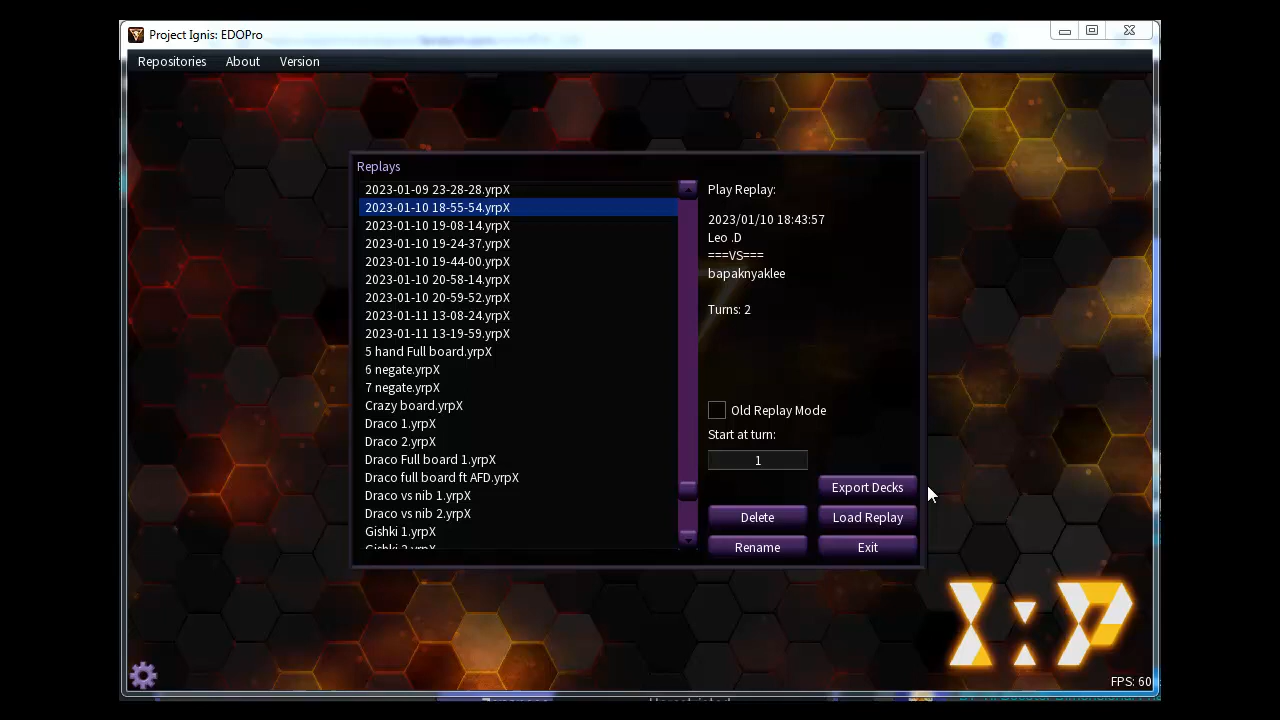 Project Ignis: EDOPro
Repositories About Version
Replays
2023-01-09 23-28-28.yrpX
2023-01-10 18-55-54.yrpX
2023-01-10 19-08-14.yrpX
2023-01-10 19-24-37.yrpX
2023-01-10 19-44-00.yrpX
2023-01-10 20-58-14.yrpX
2023-01-10 20-59-52.yrpX
2023-01-11 13-08-24.yrpX
2023-01-11 13-19-59.yrpX
5 hand Full board.yrpX
6 negate.yrpX
7 negate.yrpX
Crazy board.yrpX
Draco 1.yrpX
Draco 2.yrpX
Draco Full board 1.yrpX
Draco full board ft AFD.yrpX
Draco vs nib 1.yrpX
Draco vs nib 2.yrpX
Gishki 1.yrpX
Gishki 2.yrpX
Play Replay:
2023/01/10 18:43:57
Leo .D
===VS===
bapaknyaklee
Turns: 2
Old Replay Mode
Start at turn:
1
Export Decks
Delete
Load Replay
Rename
Exit
X:P
FPS: 60